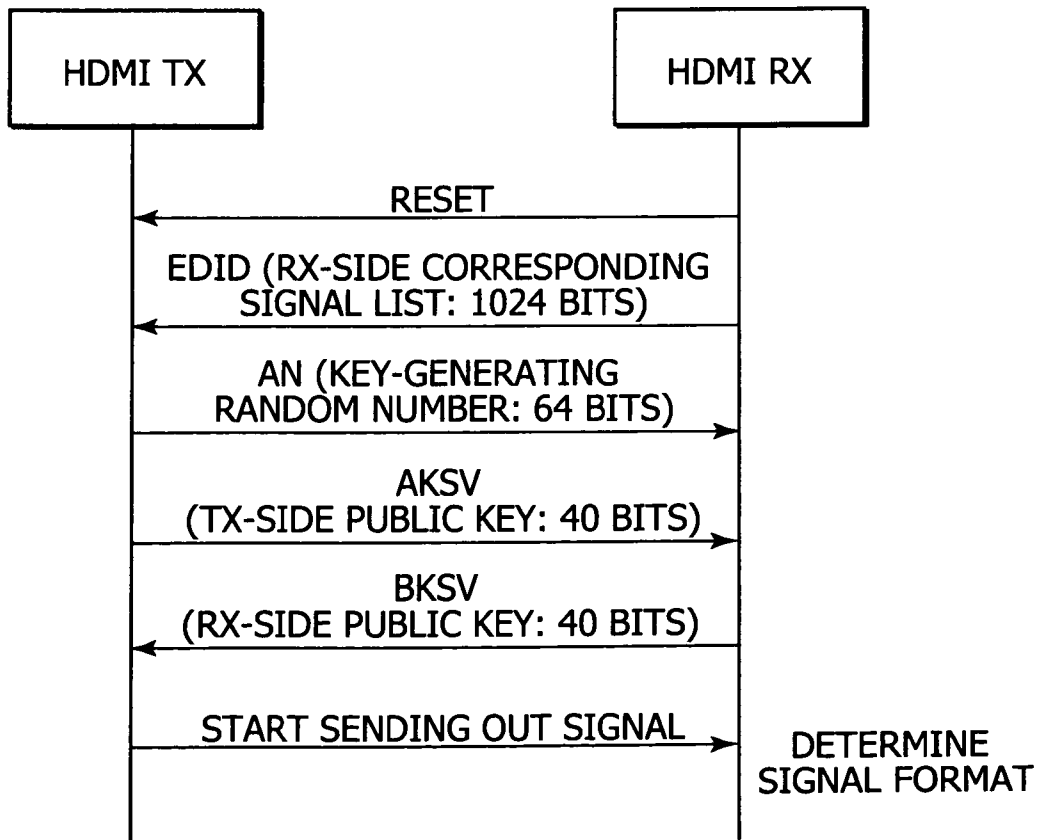 HDMI TX
HDMI RX
RESET
EDID (RX-SIDE CORRESPONDING
SIGNAL LIST: 1024 BITS)
AN (KEY-GENERATING
RANDOM NUMBER: 64 BITS)
AKSV
(TX-SIDE PUBLIC KEY: 40 BITS)
BKSV
(RX-SIDE PUBLIC KEY: 40 BITS)
START SENDING OUT SIGNAL
DETERMINE
SIGNAL FORMAT